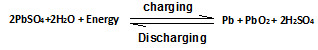 charging
2PbSO4+2H2O + Energy Pb + PbO2 + 2H2SO4
Discharging